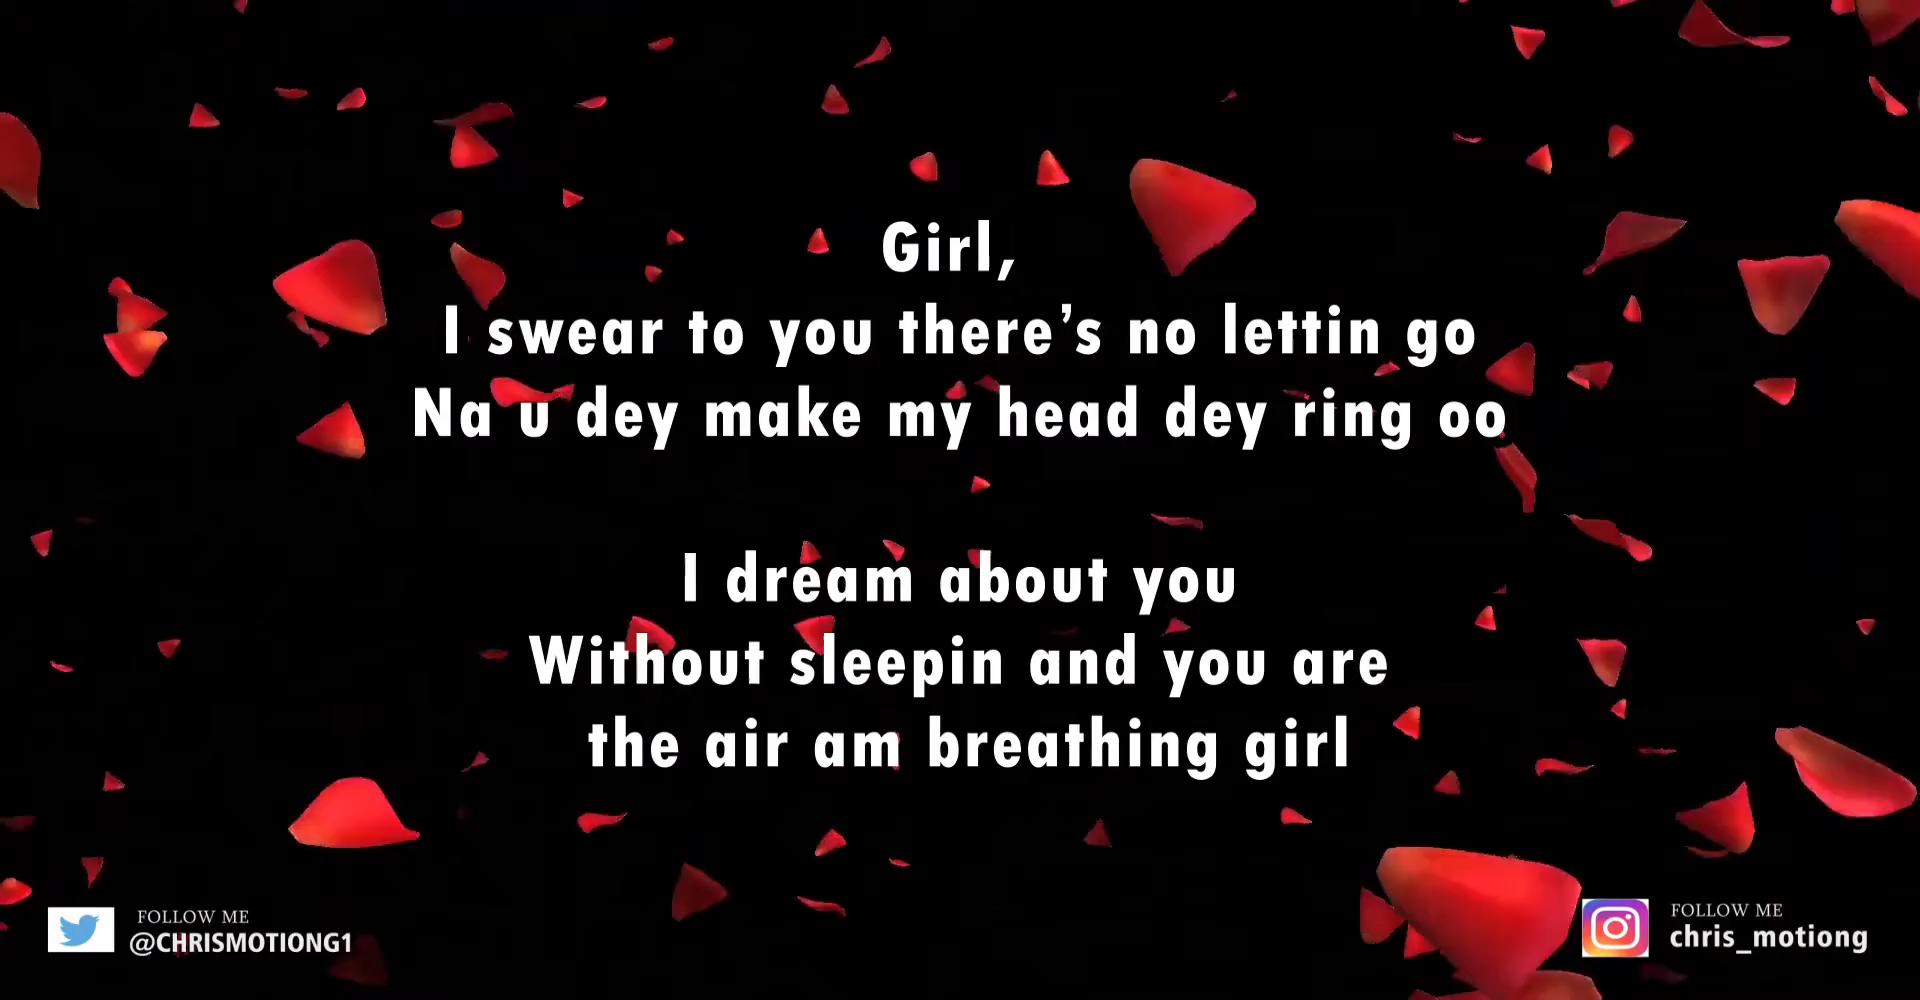 Girl,
I swear to you there’s no lettin go
Na u dey make my head dey ring oo
I dream about you
Without sleepin and you are
the air am breathing girl
FOLLOW ME
@CHRISMOTIONG1
FOLLOW ME
chris_motiong